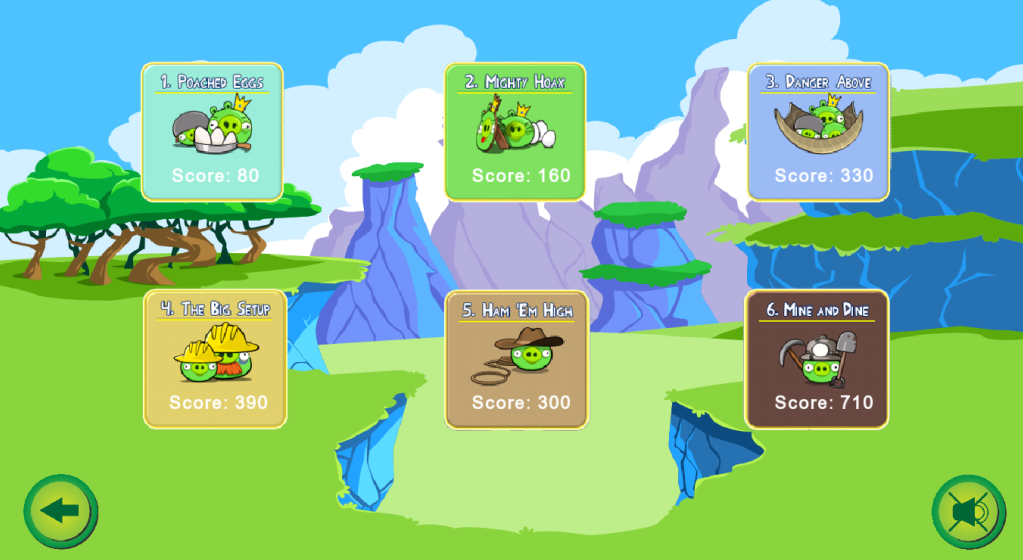 1. Poached Eggs
Score: 80
2. Mighty Hoax
Score: 160
3. Danger Above
Score: 330
4. The Big Setup
Score: 390
5. Ham 'Em High
Score: 300
6. Mine and Dine
Score: 710